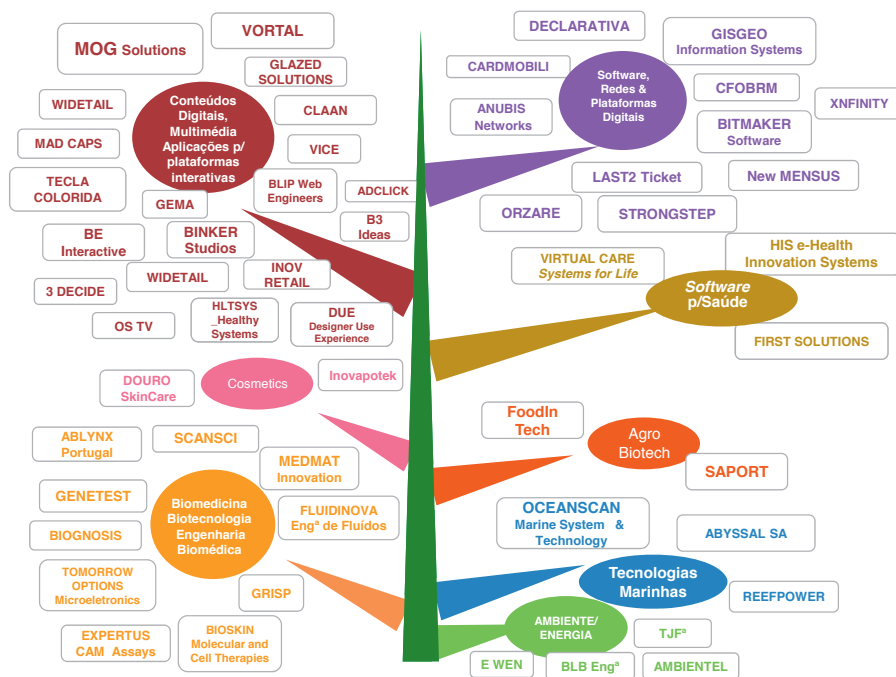 MOG Solutions
VORTAL
GLAZED
SOLUTIONS
WIDETAIL
Conteúdos
Digitais,
Multimédia
Aplicações p/
plataformas
interativas
CLAAN
MAD CAPS
VICE
TECLA
COLORIDA
GEMA
BLIP Web
Engineers
ADCLICK
B3
Ideas
BE
Interactive
BINKER
Studios
WIDETAIL
INOV
RETAIL
3 DECIDE
OS TV
HLTSYS
_Healthy
Systems
DUE
Designer Use
Experience
DECLARATIVA
GISGEO
Information Systems
CARDMOBILI
Software,
Redes &
Plataformas
Digitais
CFOBRM
XNFINITY
ANUBIS
Networks
BITMAKER
Software
LAST2 Ticket
New MENSUS
ORZARE
STRONGSTEP
VIRTUAL CARE
Systems for Life
HIS e-Health
Innovation Systems
Software
p/Saúde
FIRST SOLUTIONS
DOURO
SkinCare
Cosmetics
Inovapotek
FoodIn
Tech
Agro
Biotech
SAPORT
ABLYNX
Portugal
SCANSCI
MEDMAT
Innovation
GENETEST
Biomedicina
Biotecnologia
Engenharia
Biomédica
FLUIDINOVA
Engª de Fluídos
BIOGNOSIS
TOMORROW
OPTIONS
Microeletronics
GRISP
EXPERTUS
CAM Assays
BIOSKIN
Molecular and
Cell Therapies
OCEANSCAN
Marine System &
Technology
ABYSSAL SA
Tecnologias
Marinhas
REEFPOWER
AMBIENTE/
ENERGIA
TJFª
E WEN
BLB Engª
AMBIENTEL